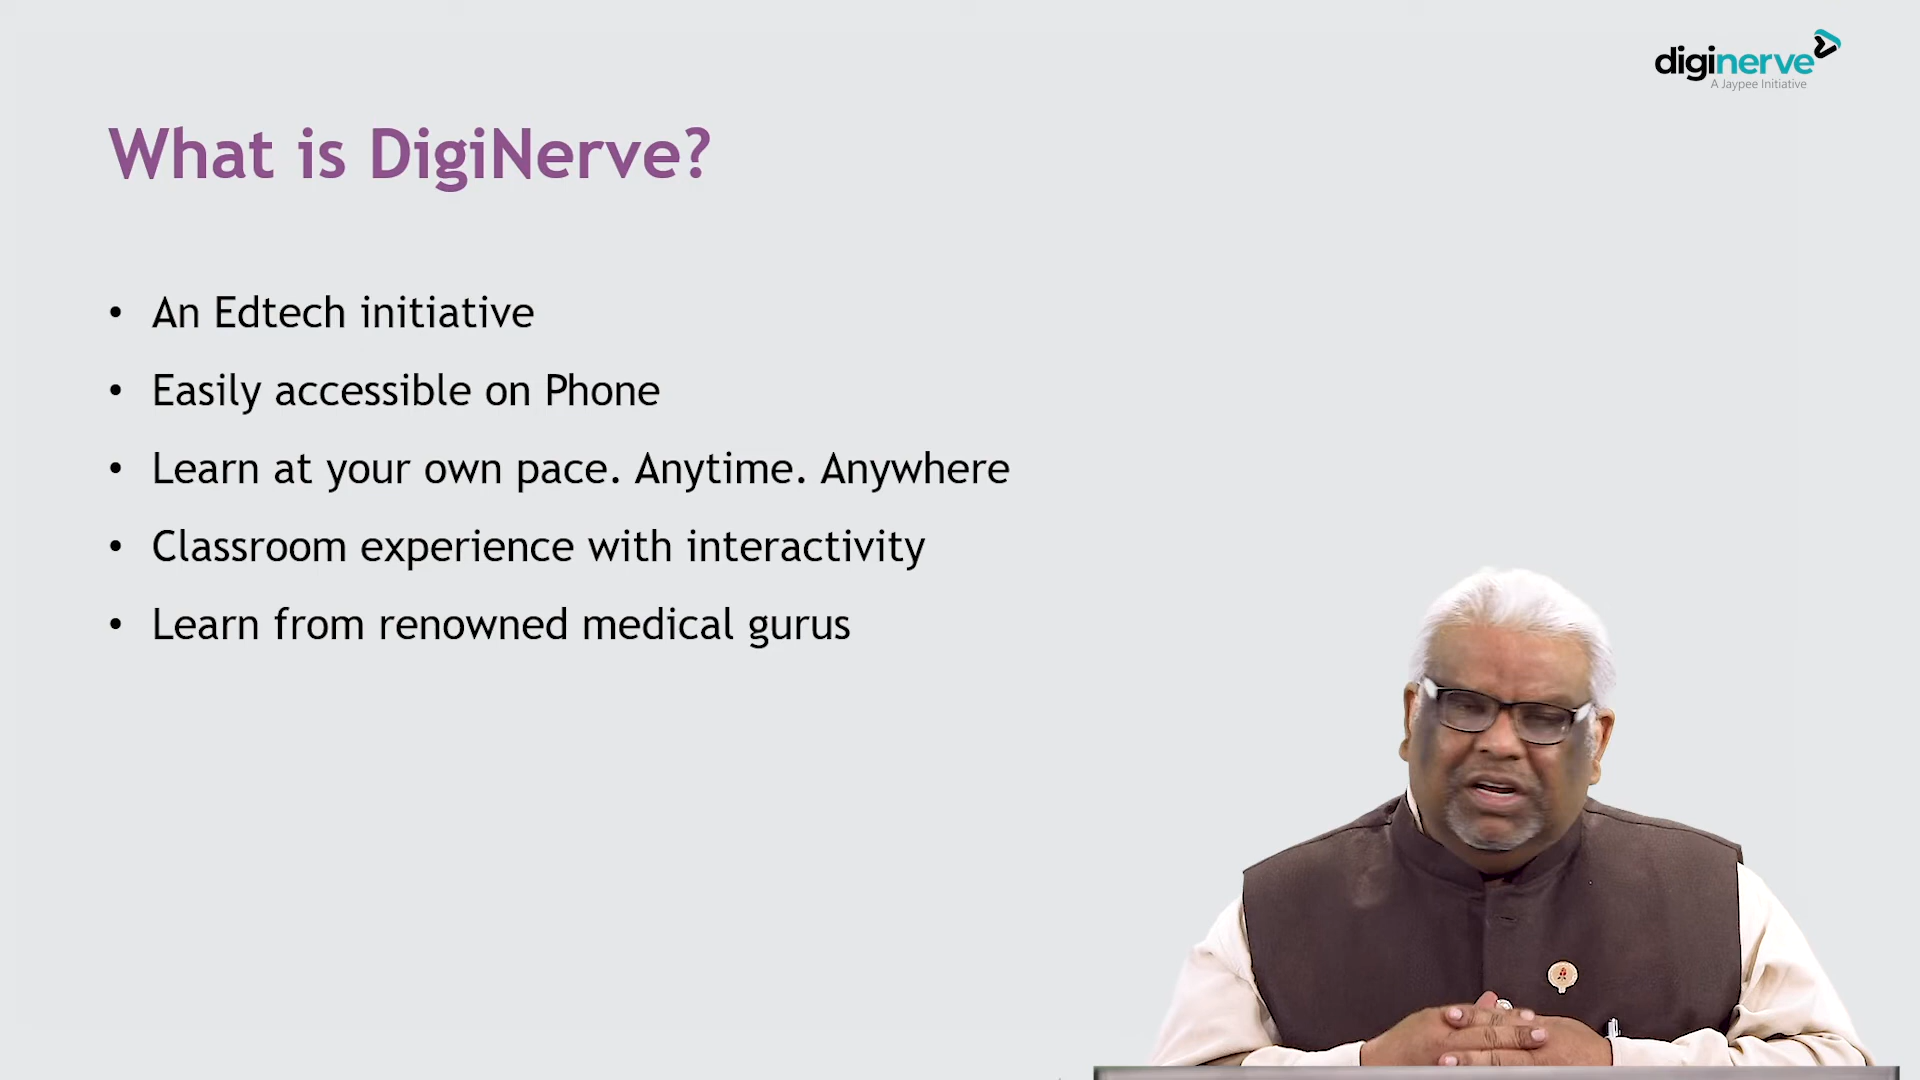 diginerve
A Jaypee Initiative
What is DigiNerve?
• An Edtech initiative
• Easily accessible on Phone
• Learn at your own pace. Anytime. Anywhere
• Classroom experience with interactivity
• Learn from renowned medical gurus